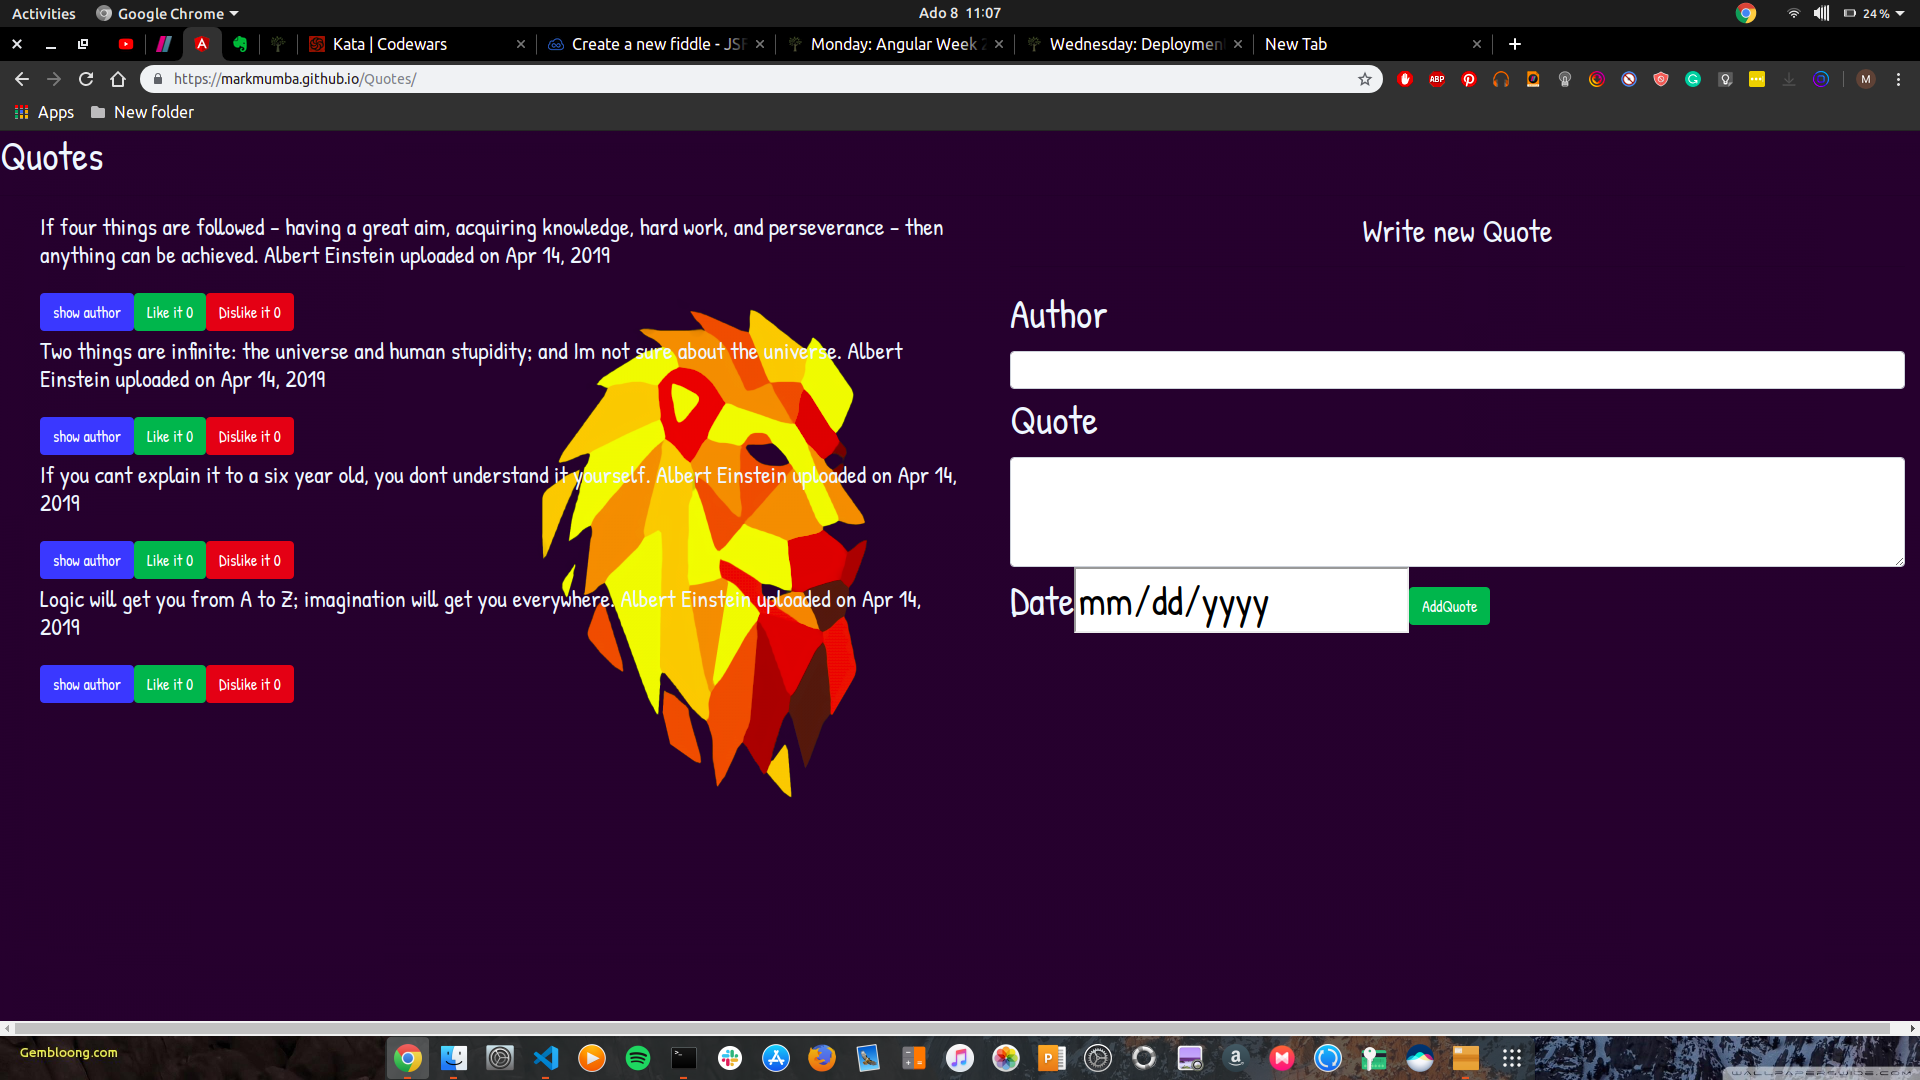 Activities Google Chrome Ado 8 11:07 24 %
Kata | Codewars Create a new fiddle - JSF Monday: Angular Week 2 Wednesday: Deployment New Tab
https://markmumba.github.io/Quotes/ ABP M
Apps New folder
Quotes
If four things are followed – having a great aim, acquiring knowledge, hard work, and perseverance – then
anything can be achieved. Albert Einstein uploaded on Apr 14, 2019
show author Like it 0 Dislike it 0
Two things are infinite: the universe and human stupidity; and Im not sure about the universe. Albert
Einstein uploaded on Apr 14, 2019
show author Like it 0 Dislike it 0
If you cant explain it to a six year old, you dont understand it yourself. Albert Einstein uploaded on Apr 14,
2019
show author Like it 0 Dislike it 0
Logic will get you from A to Z; imagination will get you everywhere. Albert Einstein uploaded on Apr 14,
2019
show author Like it 0 Dislike it 0
Write new Quote
Author
Quote
Date mm/dd/yyyy AddQuote
Gembloong.com
WALLPAPERSWIDE.COM